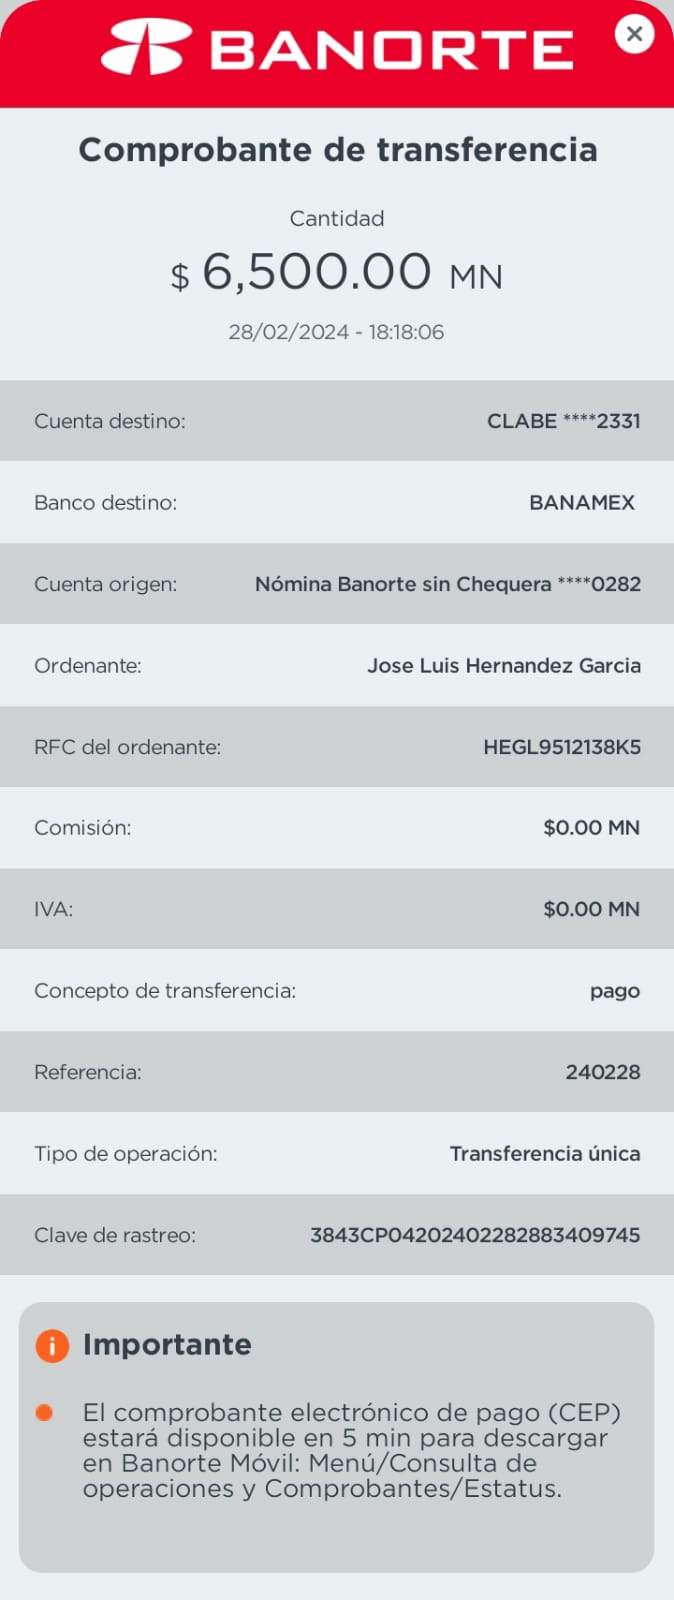 BANORTE
Comprobante de transferencia
Cantidad
$ 6,500.00 MN
28/02/2024 - 18:18:06
Cuenta destino: CLABE ****2331
Banco destino: BANAMEX
Cuenta origen: Nómina Banorte sin Chequera ****0282
Ordenante: Jose Luis Hernandez Garcia
RFC del ordenante: HEGL9512138K5
Comisión: $0.00 MN
IVA: $0.00 MN
Concepto de transferencia: pago
Referencia: 240228
Tipo de operación: Transferencia única
Clave de rastreo: 3843CP04202402282883409745
Importante
El comprobante electrónico de pago (CEP)
estará disponible en 5 min para descargar
en Banorte Móvil: Menú/Consulta de
operaciones y Comprobantes/Estatus.